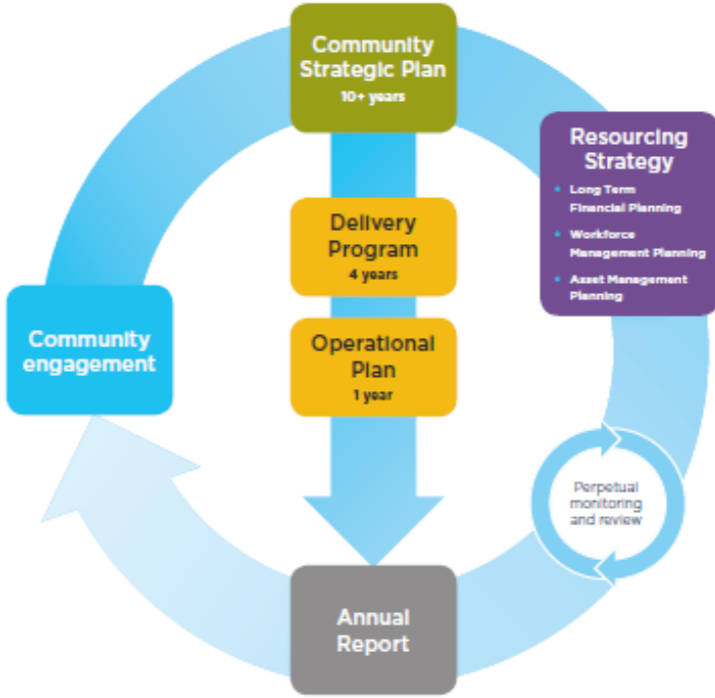 Community
Strategic Plan
10+ years
Resourcing
Strategy
• Long Term
Financial Planning
• Workforce
Management Planning
• Asset Management
Planning
Delivery
Program
4 years
Community
engagement
Operational
Plan
1 year
Perpetual
monitoring
and review
Annual
Report